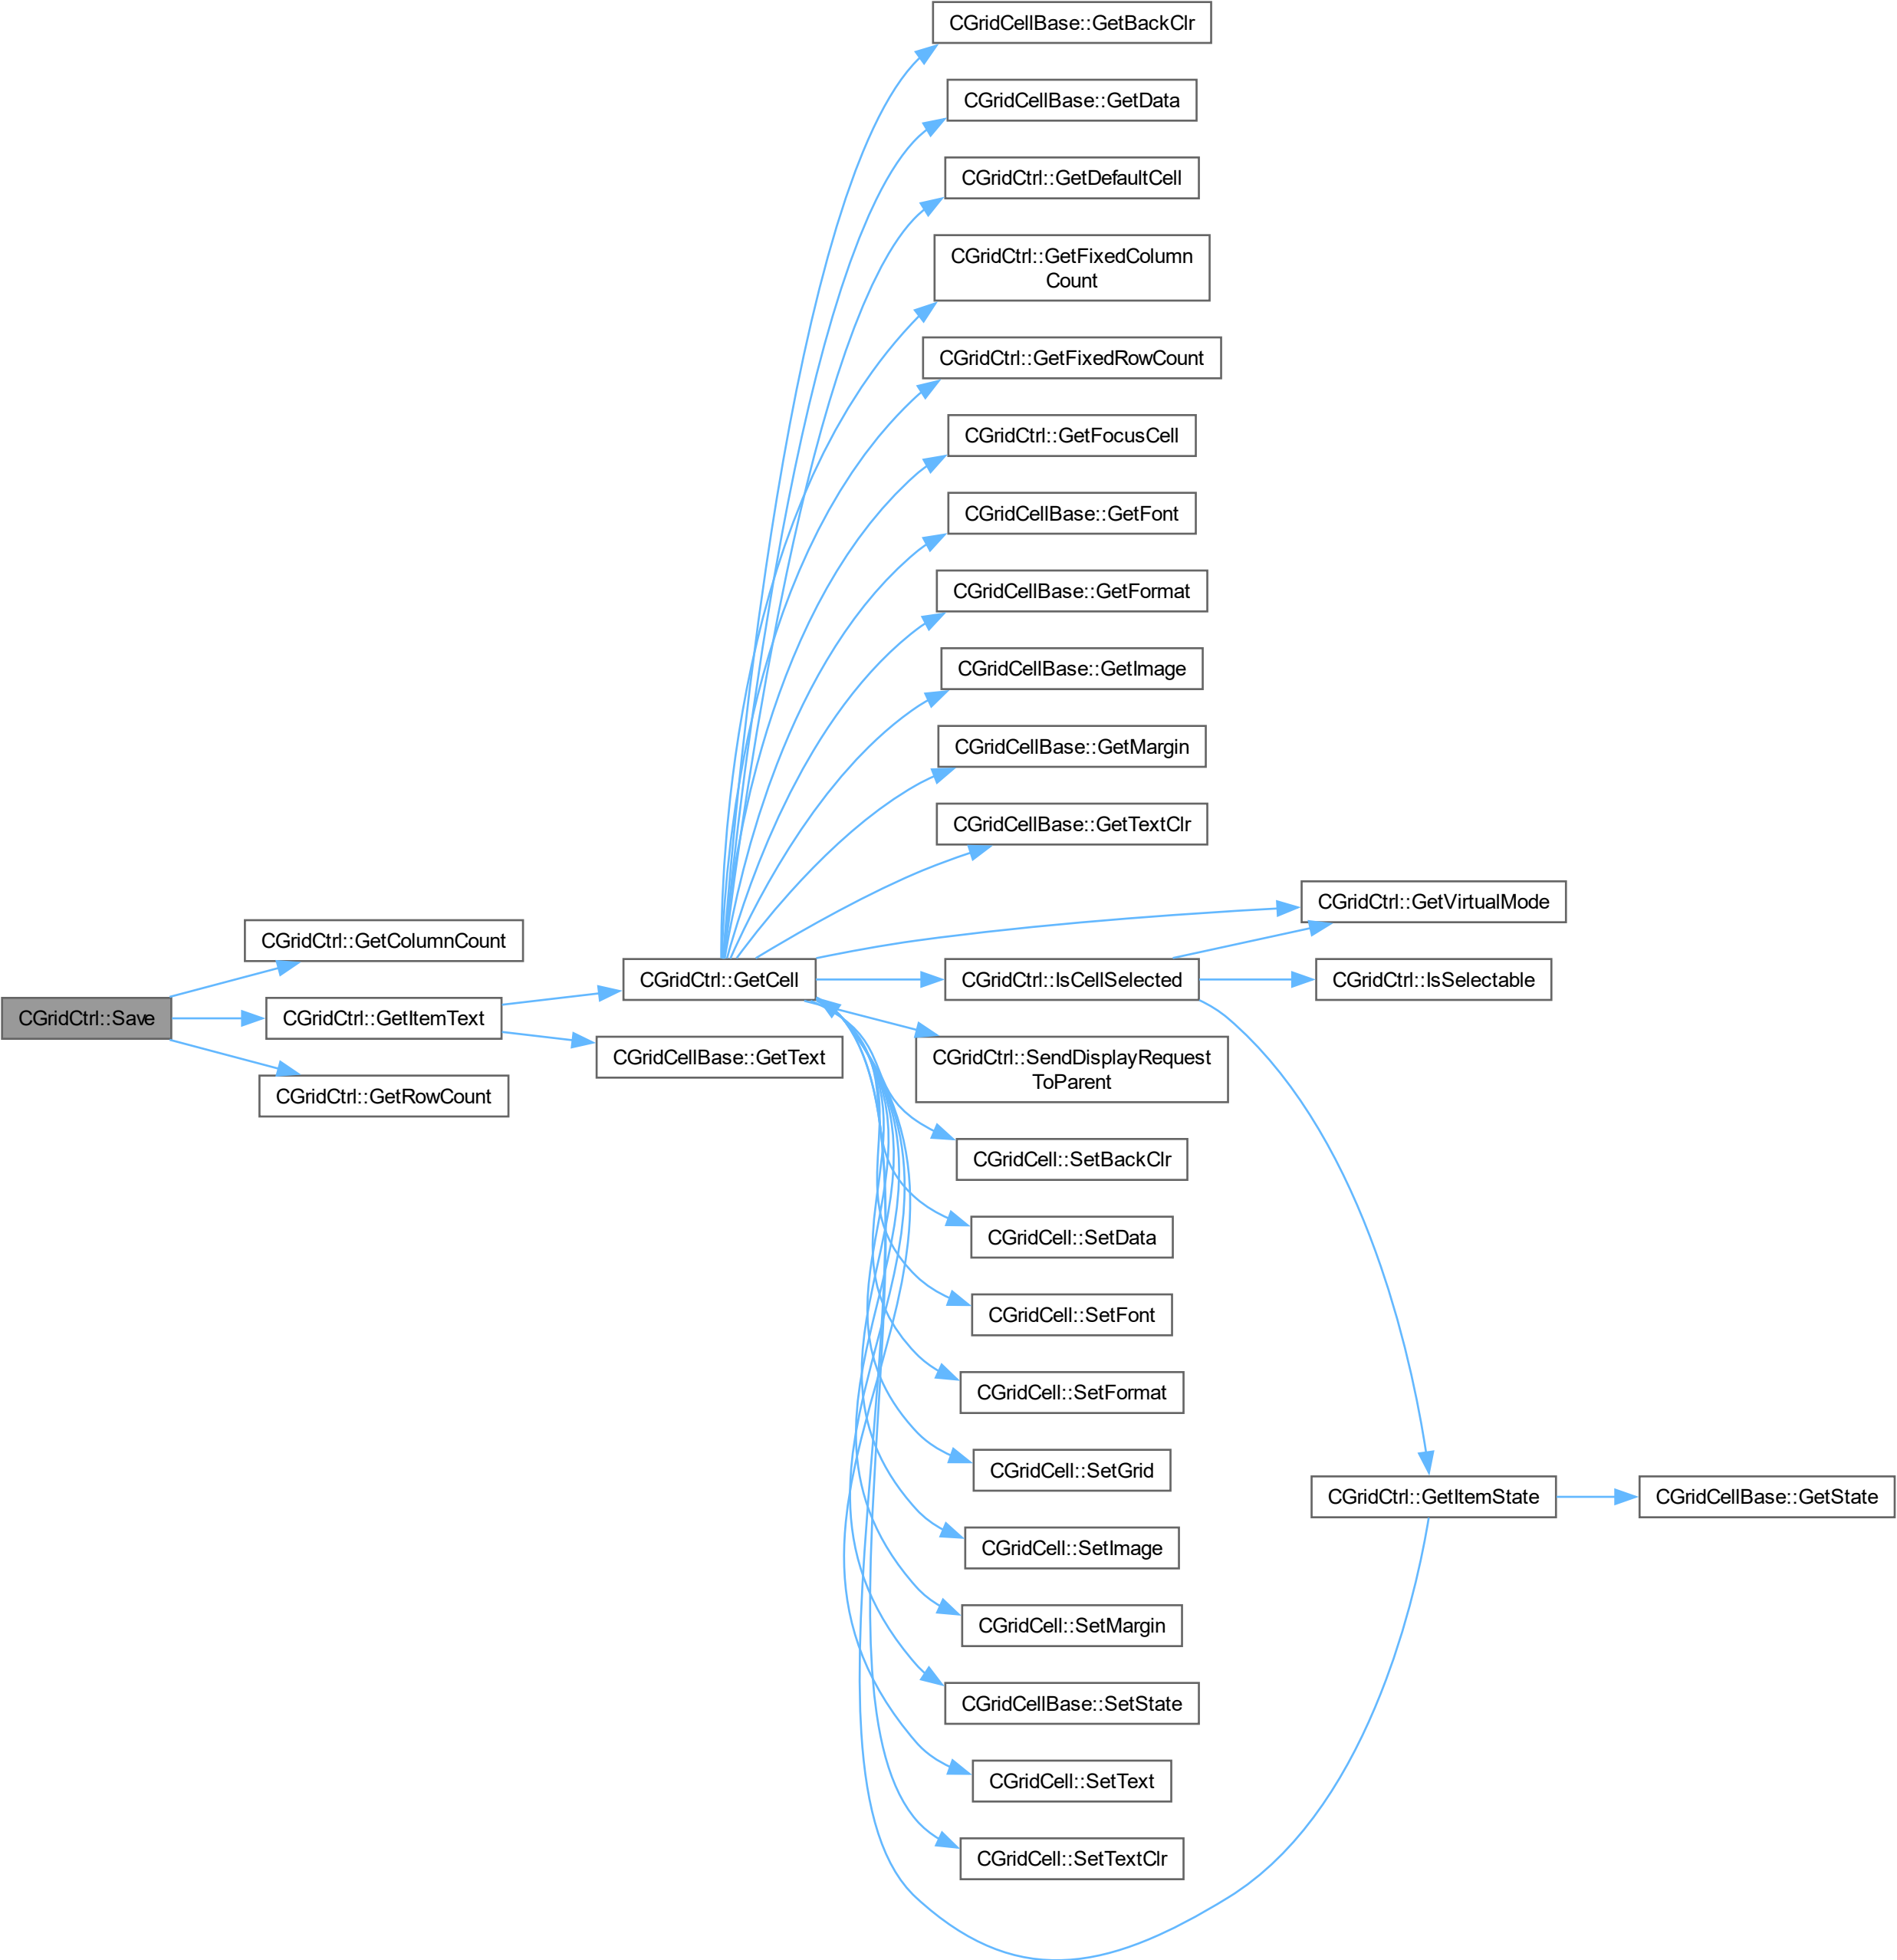 CGridCtrl::Save
CGridCtrl::GetColumnCount
CGridCtrl::GetItemText
CGridCtrl::GetRowCount
CGridCtrl::GetCell
CGridCellBase::GetText
CGridCellBase::GetBackClr
CGridCellBase::GetData
CGridCtrl::GetDefaultCell
CGridCtrl::GetFixedColumn
Count
CGridCtrl::GetFixedRowCount
CGridCtrl::GetFocusCell
CGridCellBase::GetFont
CGridCellBase::GetFormat
CGridCellBase::GetImage
CGridCellBase::GetMargin
CGridCellBase::GetTextClr
CGridCtrl::IsCellSelected
CGridCtrl::SendDisplayRequest
ToParent
CGridCell::SetBackClr
CGridCell::SetData
CGridCell::SetFont
CGridCell::SetFormat
CGridCell::SetGrid
CGridCell::SetImage
CGridCell::SetMargin
CGridCellBase::SetState
CGridCell::SetText
CGridCell::SetTextClr
CGridCtrl::GetVirtualMode
CGridCtrl::IsSelectable
CGridCtrl::GetItemState
CGridCellBase::GetState